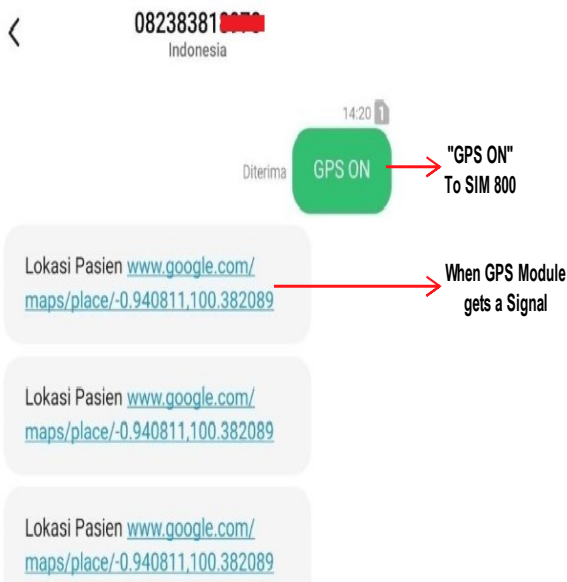 082383818
Indonesia
14:20 1
Diterima GPS ON
"GPS ON"
To SIM 800
Lokasi Pasien www.google.com/
maps/place/-0.940811,100.382089
When GPS Module
gets a Signal
Lokasi Pasien www.google.com/
maps/place/-0.940811,100.382089
Lokasi Pasien www.google.com/
maps/place/-0.940811,100.382089